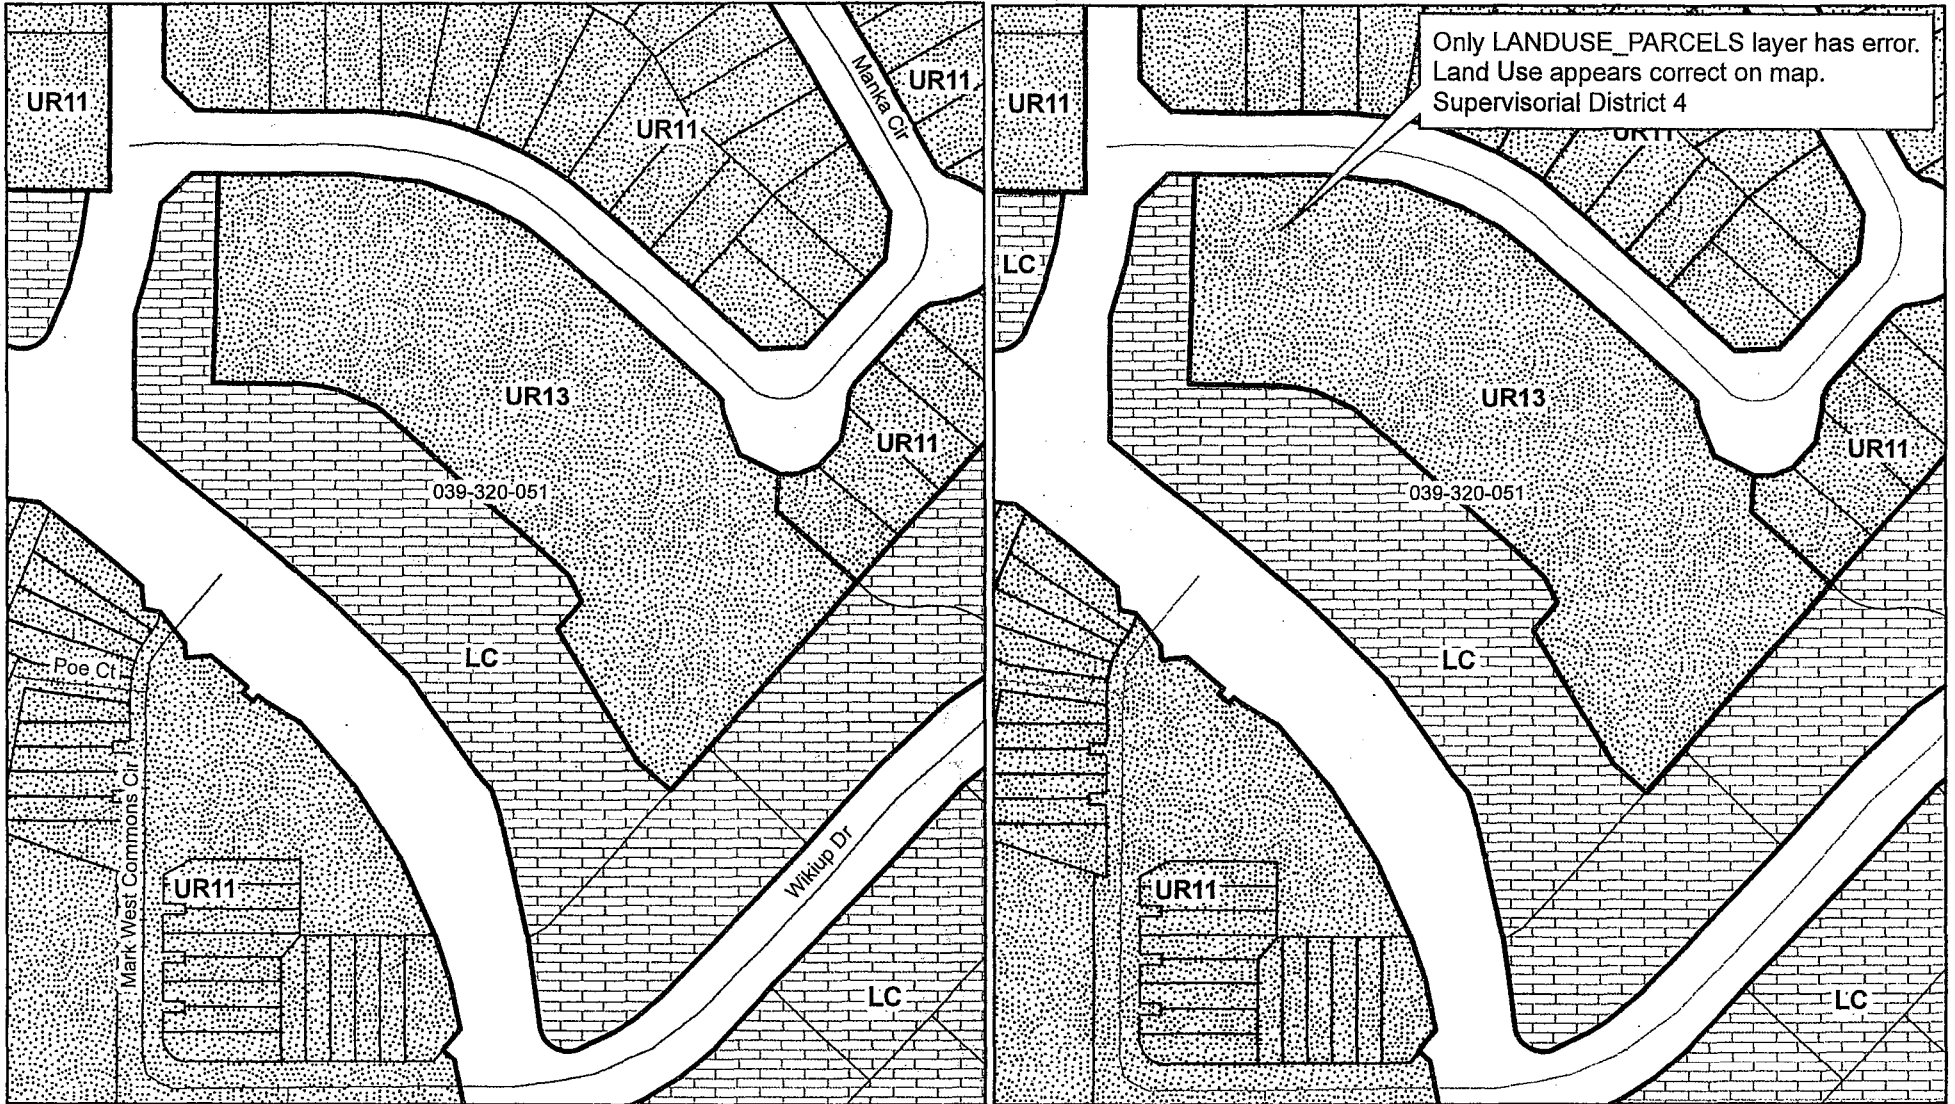 Manka Cir
UR11
UR11
UR11
UR13
UR11
039-320-051
LC
Poe Ct
Mark West Commons Cir
UR11
Wikiup Dr
LC
Only LANDUSE_PARCELS layer has error.
Land Use appears correct on map.
Supervisorial District 4
UR11
UR11
LC
UR13
UR11
039-320-051
LC
UR11
LC